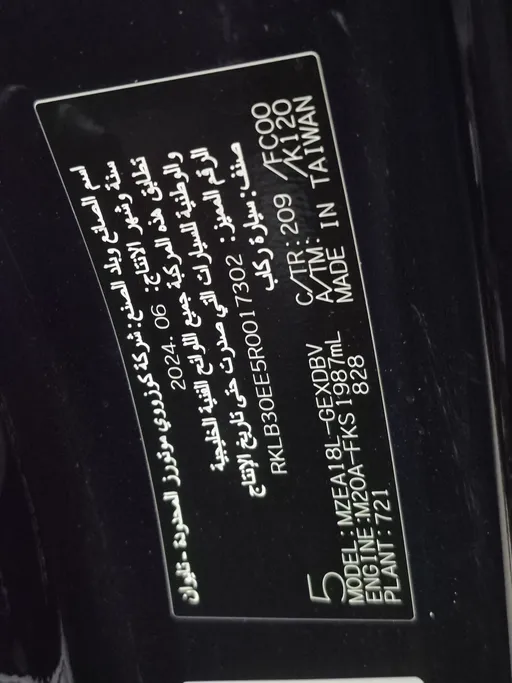 اسم الصانع وبلد الصنع: شركة كوزوروي موتورز المحدودة - تايوان
سنة وشهر الإنتاج: 06 .2024
تطابق هذه المركبة جميع اللوائح الفنية الخليجية
والوطنية للسيارات التي صدرت حتى تاريخ الإنتاج
الرقم المميز: RKLB30EE5R0017302
صنف: سيارة ركاب
5
MODEL:MZEA18L-GEXDBV C/TR:209 /FC00
ENGINE:M20A-FKS 1987mL A/TM: /K120
PLANT:721 828 MADE IN TAIWAN